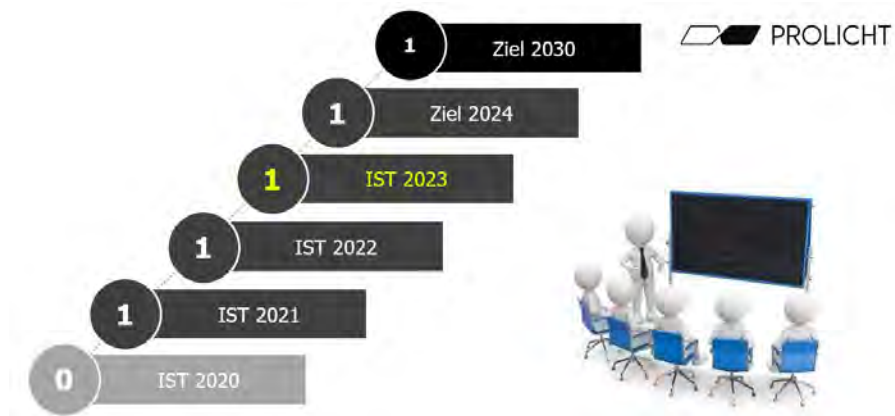 1 Ziel 2030
PROLICHT
1 Ziel 2024
1 IST 2023
1 IST 2022
1 IST 2021
0 IST 2020